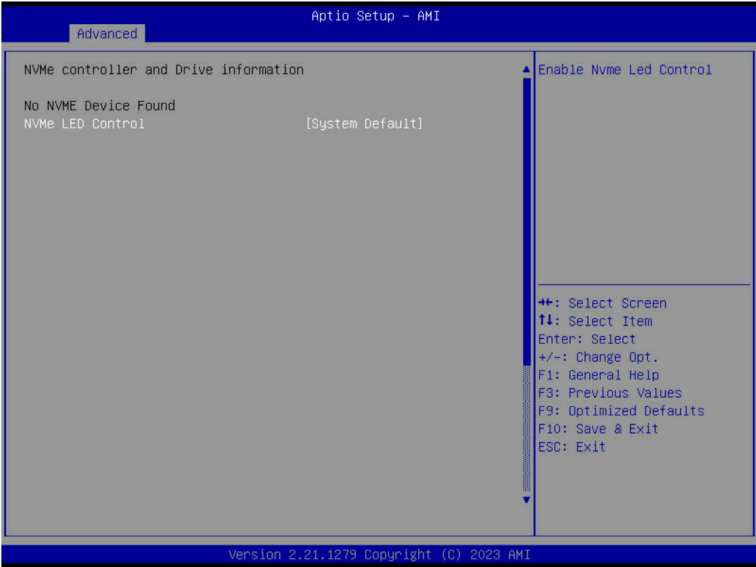 Aptio Setup - AMI
Advanced
NVMe controller and Drive information
No NVME Device Found
NVMe LED Control [System Default]
Enable Nvme Led Control
→←: Select Screen
↑↓: Select Item
Enter: Select
+/-: Change Opt.
F1: General Help
F3: Previous Values
F9: Optimized Defaults
F10: Save & Exit
ESC: Exit
Version 2.21.1279 Copyright (C) 2023 AMI